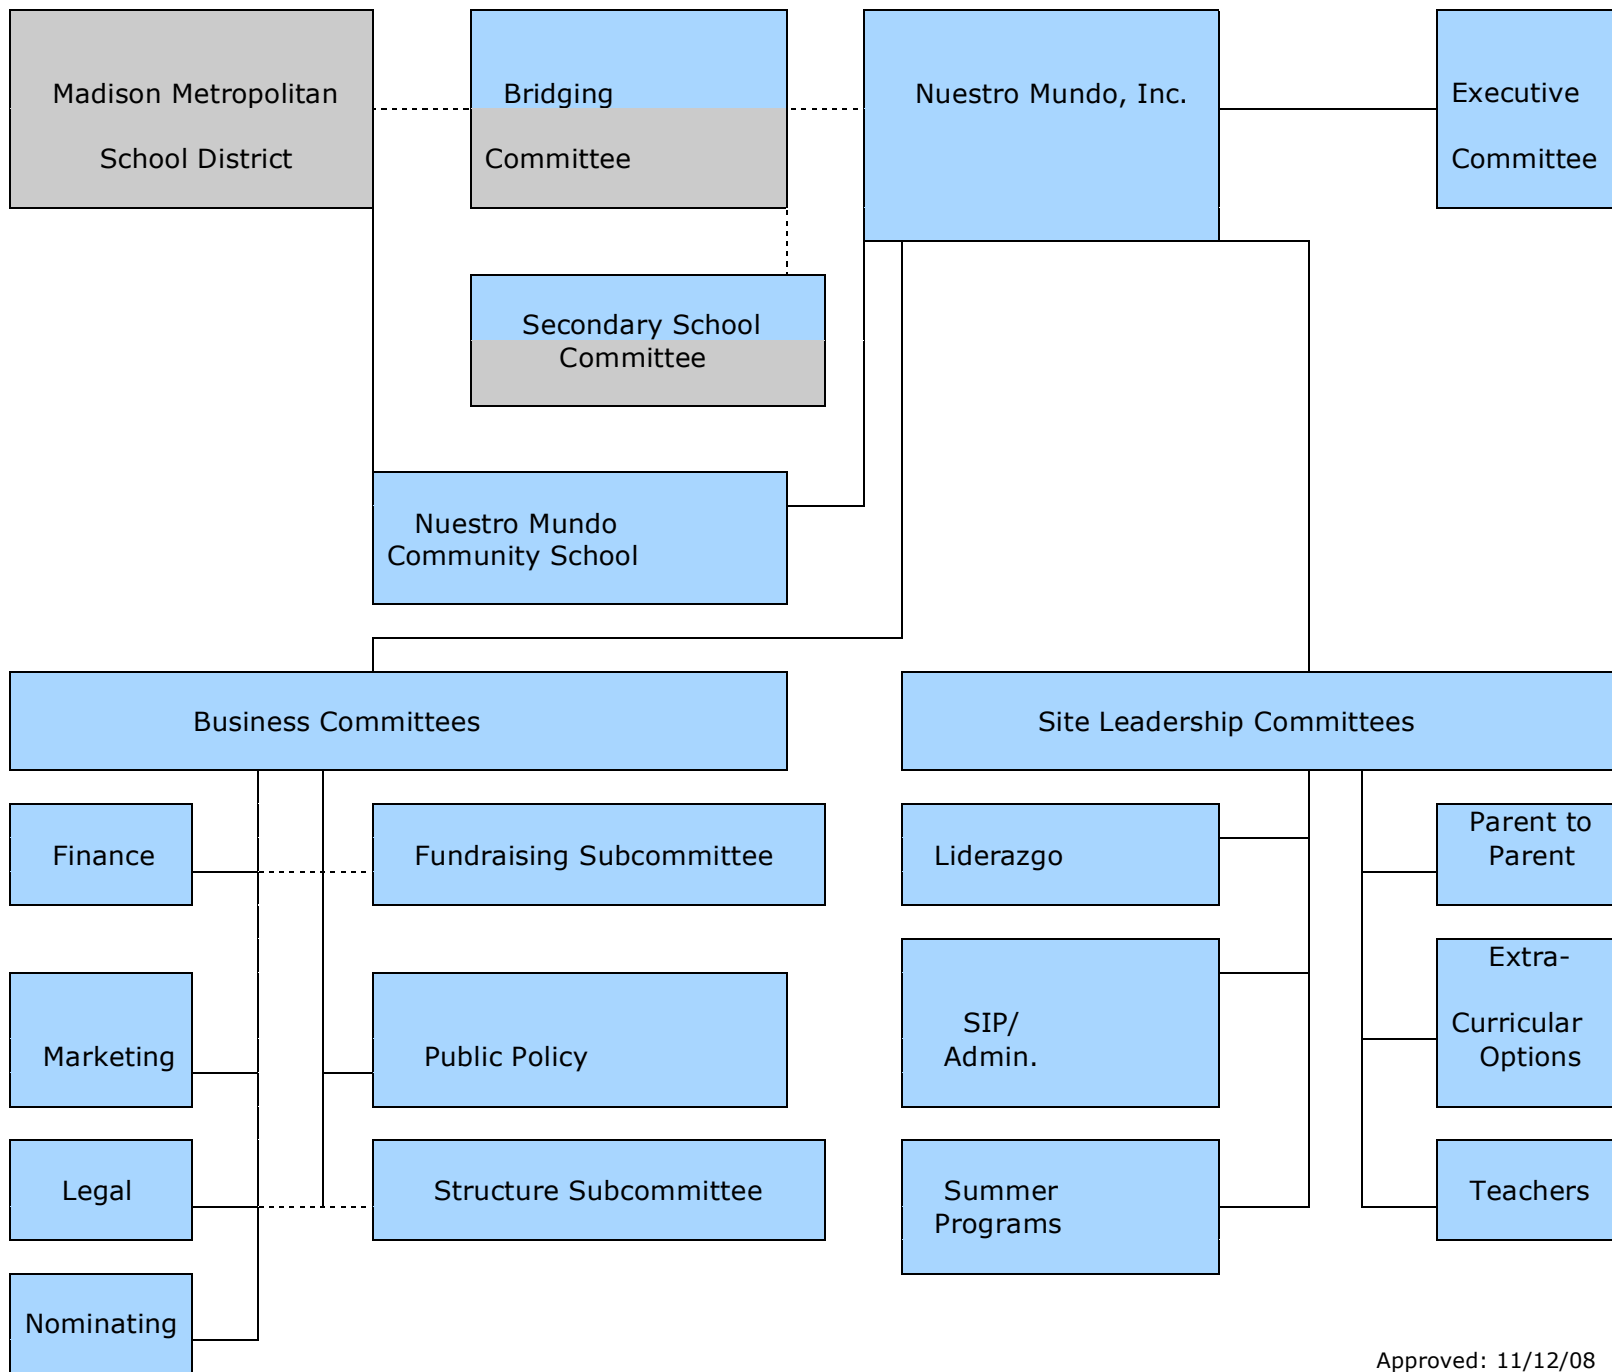 Madison Metropolitan
School District
Bridging
Committee
Nuestro Mundo, Inc.
Executive
Committee
Secondary School
Committee
Nuestro Mundo
Community School
Business Committees
Site Leadership Committees
Finance
Fundraising Subcommittee
Liderazgo
Parent to
Parent
Marketing
Public Policy
SIP/
Admin.
Extra-
Curricular
Options
Legal
Structure Subcommittee
Summer
Programs
Teachers
Nominating
Approved: 11/12/08